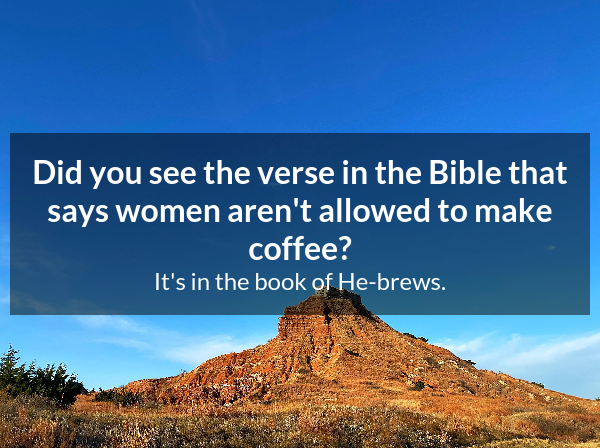 Did you see the verse in the Bible that
says women aren't allowed to make
coffee?
It's in the book of He-brews.